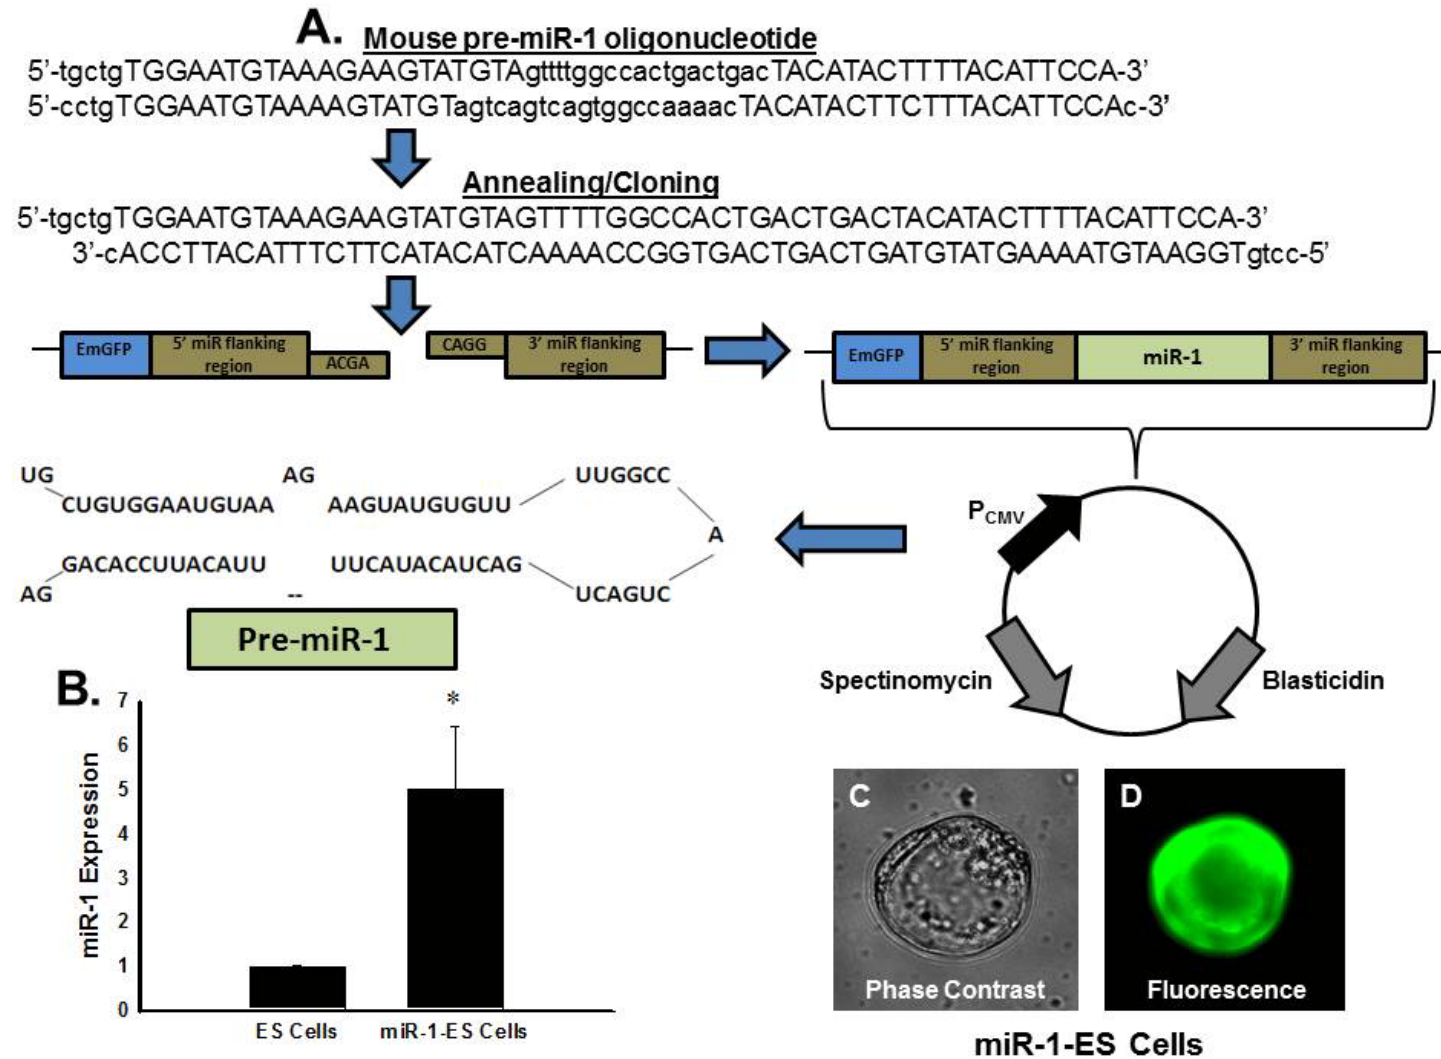 A. Mouse pre-miR-1 oligonucleotide
5'-tgctgTGGAATGTAAAGAAGTATGTAgttttggccactgactgacTACATACTTTTACATTCCA-3'
5'-cctgTGGAATGTAAAAGTATGTagtcagtcagtggccaaaacTACATACTTCTTTACATTCCAc-3'
Annealing/Cloning
5'-tgctgTGGAATGTAAAGAAGTATGTAGTTTTGGCCACTGACTGACTACATACTTTTACATTCCA-3'
3'-cACCTTACATTTCTTCATACATCAAAACCGGTGACTGACTGATGTATGAAAATGTAAGGTgtcc-5'
EmGFP
5' miR flanking
region
ACGA
CAGG
3' miR flanking
region
EmGFP
5' miR flanking
region
miR-1
3' miR flanking
region
UG AG UUGGCC
CUGUGGAAUGUAA AAGUAUGUGUU
A
GACACCUUACAUU UUCAUACAUCAG
AG -- UCAGUC
Pre-miR-1
PCMV
Spectinomycin
Blasticidin
B.
7
6
5
4
3
2
1
0
miR-1 Expression
*
ES Cells
miR-1-ES Cells
C
Phase Contrast
D
Fluorescence
miR-1-ES Cells